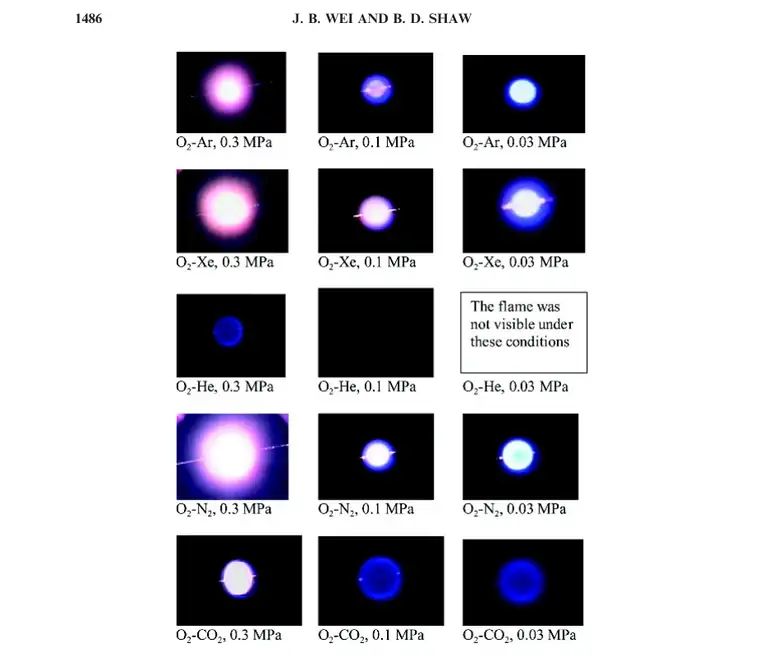 1486
J. B. WEI AND B. D. SHAW
O₂-Ar, 0.3 MPa
O₂-Ar, 0.1 MPa
O₂-Ar, 0.03 MPa
O₂-Xe, 0.3 MPa
O₂-Xe, 0.1 MPa
O₂-Xe, 0.03 MPa
The flame was
not visible under
these conditions
O₂-He, 0.3 MPa
O₂-He, 0.1 MPa
O₂-He, 0.03 MPa
O₂-N₂, 0.3 MPa
O₂-N₂, 0.1 MPa
O₂-N₂, 0.03 MPa
O₂-CO₂, 0.3 MPa
O₂-CO₂, 0.1 MPa
O₂-CO₂, 0.03 MPa